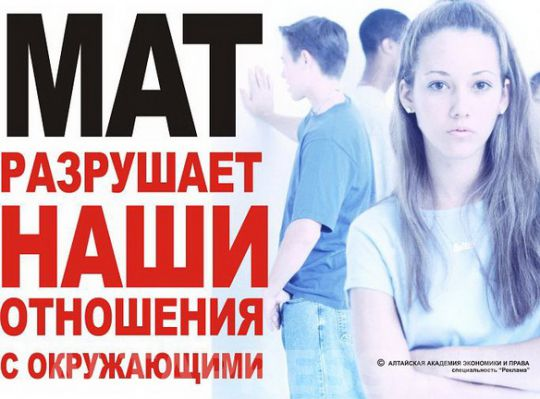 МАТ
РАЗРУШАЕТ
НАШИ
ОТНОШЕНИЯ
С ОКРУЖАЮЩИМИ
© АЛТАЙСКАЯ АКАДЕМИЯ ЭКОНОМИКИ И ПРАВА
специальность "Реклама"